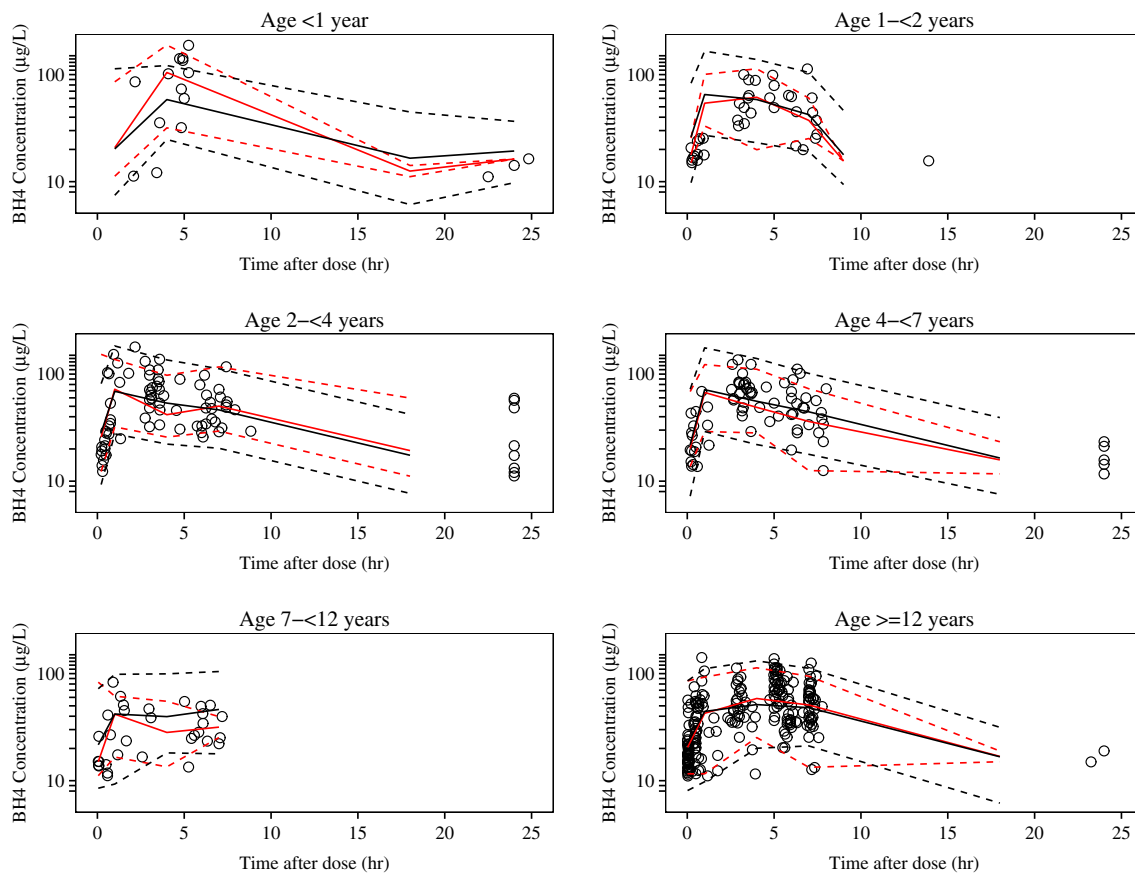 Age <1 year
BH4 Concentration (µg/L)
100
10
0 5 10 15 20 25
Time after dose (hr)
Age 1−<2 years
BH4 Concentration (µg/L)
100
10
0 5 10 15 20 25
Time after dose (hr)
Age 2−<4 years
BH4 Concentration (µg/L)
100
10
0 5 10 15 20 25
Time after dose (hr)
Age 4−<7 years
BH4 Concentration (µg/L)
100
10
0 5 10 15 20 25
Time after dose (hr)
Age 7−<12 years
BH4 Concentration (µg/L)
100
10
0 5 10 15 20 25
Time after dose (hr)
Age >=12 years
BH4 Concentration (µg/L)
100
10
0 5 10 15 20 25
Time after dose (hr)